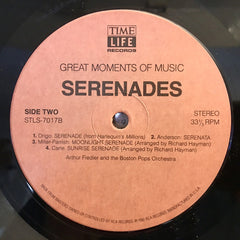 TIME
LIFE
RECORDS
GREAT MOMENTS OF MUSIC
SERENADES
SIDE TWO
STLS-7017B
STEREO
33⅓ RPM
1. Drigo: SERENADE (from Harlequin's Millions) 2. Anderson: SERENATA
3. Miller-Parish: MOONLIGHT SERENADE (Arranged by Richard Hayman)
4. Carle: SUNRISE SERENADE (Arranged by Richard Hayman)
Arthur Fiedler and the Boston Pops Orchestra